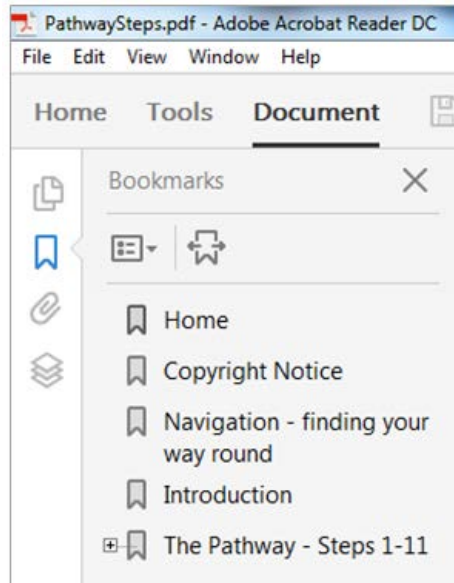 PathwaySteps.pdf - Adobe Acrobat Reader DC
File Edit View Window Help
Home Tools Document
Bookmarks
Home
Copyright Notice
Navigation - finding your
way round
Introduction
The Pathway - Steps 1-11